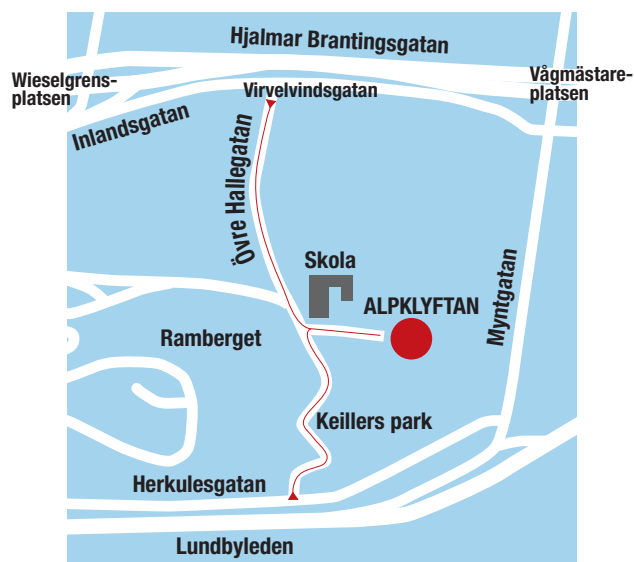 Hjalmar Brantingsgatan
Wieselgrens-
platsen
Vågmästare-
platsen
Virvelvindsgatan
Inlandsgatan
Övre Hallegatan
Skola
ALPKLYFTAN
Myntgatan
Ramberget
Keillers park
Herkulesgatan
Lundbyleden